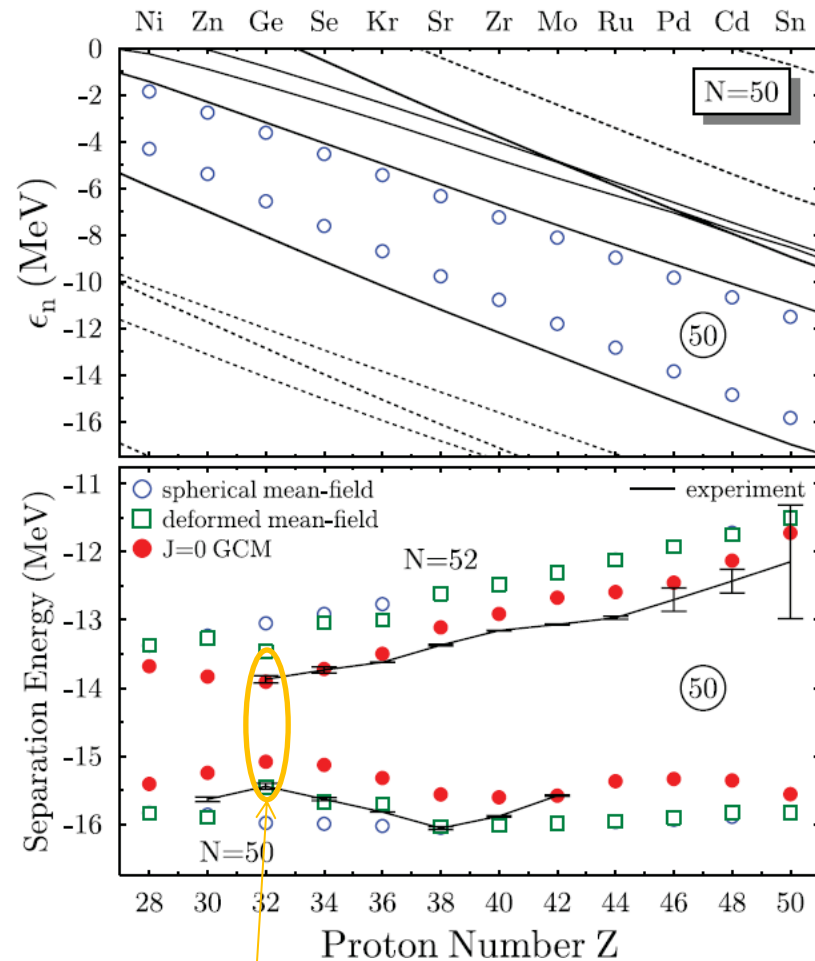 Ni Zn Ge Se Kr Sr Zr Mo Ru Pd Cd Sn
0
-2
-4
-6
-8
-10
-12
-14
-16
ϵn (MeV)
N=50
50
-11
-12
-13
-14
-15
-16
Separation Energy (MeV)
spherical mean-field
deformed mean-field
J=0 GCM
experiment
N=52
50
N=50
28 30 32 34 36 38 40 42 44 46 48 50
Proton Number Z